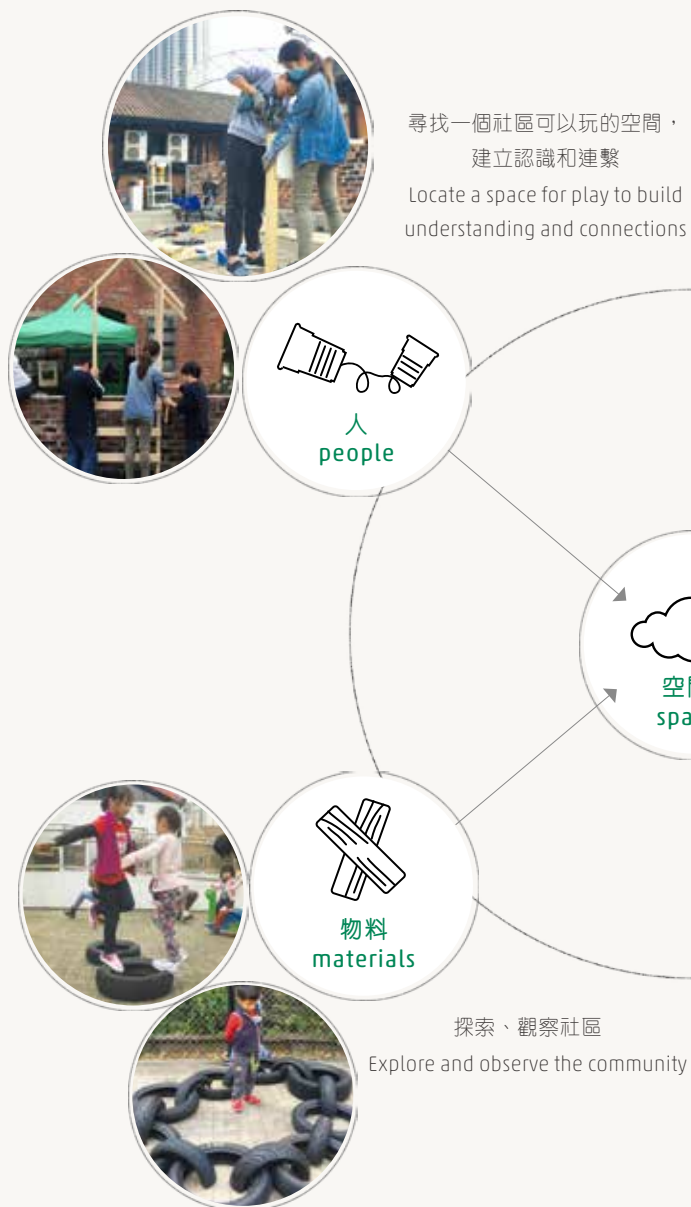 尋找一個社區可以玩的空間，
建立認識和連繫
Locate a space for play to build
understanding and connections
人
people
空
spa
物料
materials
探索、觀察社區
Explore and observe the community